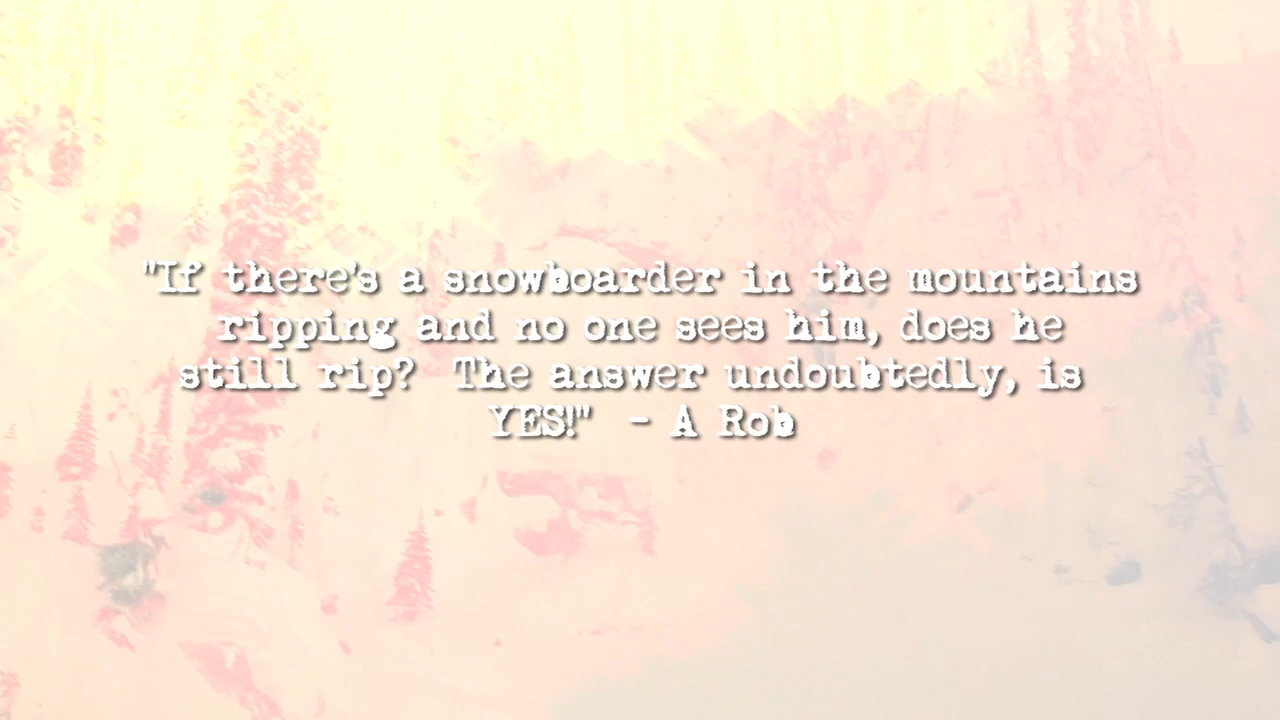 "If there's a snowboarder in the mountains
ripping and no one sees him, does he
still rip?  The answer undoubtedly, is
YES!"  - A Rob